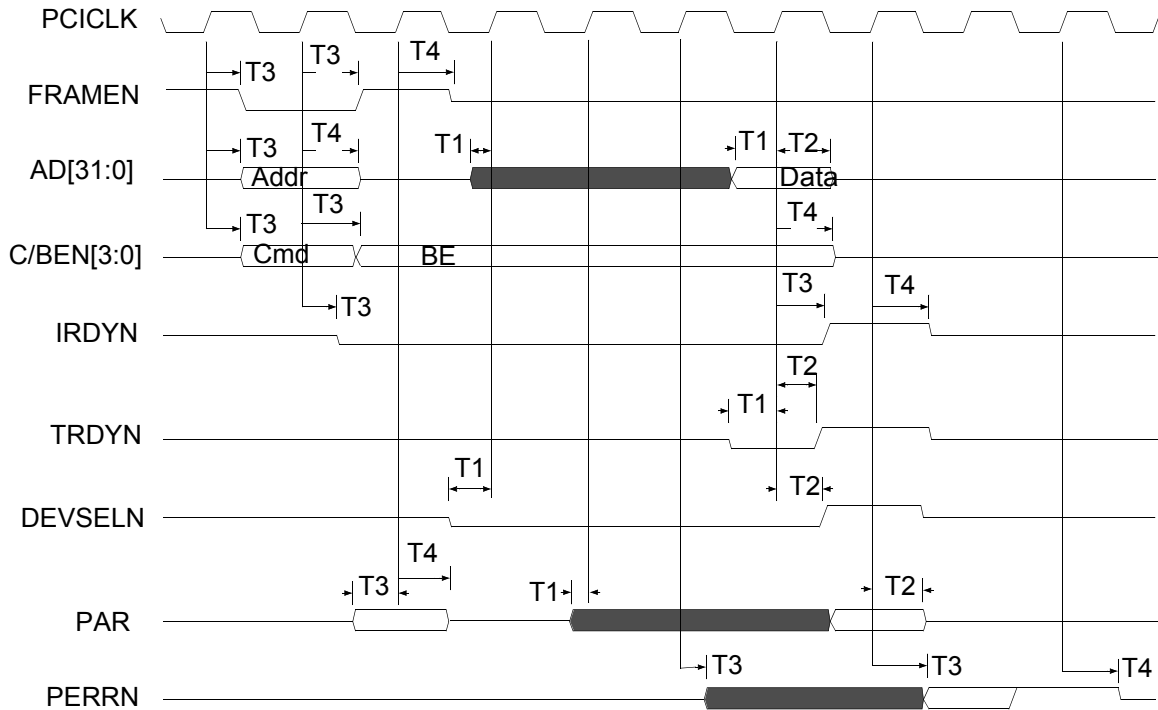 PCICLK
T3
T3
T4
FRAMEN
T3
T4
T1
T1
T2
AD[31:0]
Addr
Data
T3
T3
T4
C/BEN[3:0]
Cmd
BE
T3
T3
T4
IRDYN
T2
T1
TRDYN
T1
T2
DEVSELN
T4
T3
T1
T2
PAR
T3
T3
T4
PERRN